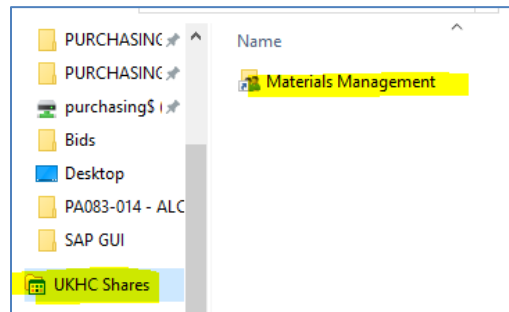 PURCHASING
PURCHASING
purchasing$ (
Bids
Desktop
PA083-014 - ALC
SAP GUI
UKHC Shares
Name
Materials Management